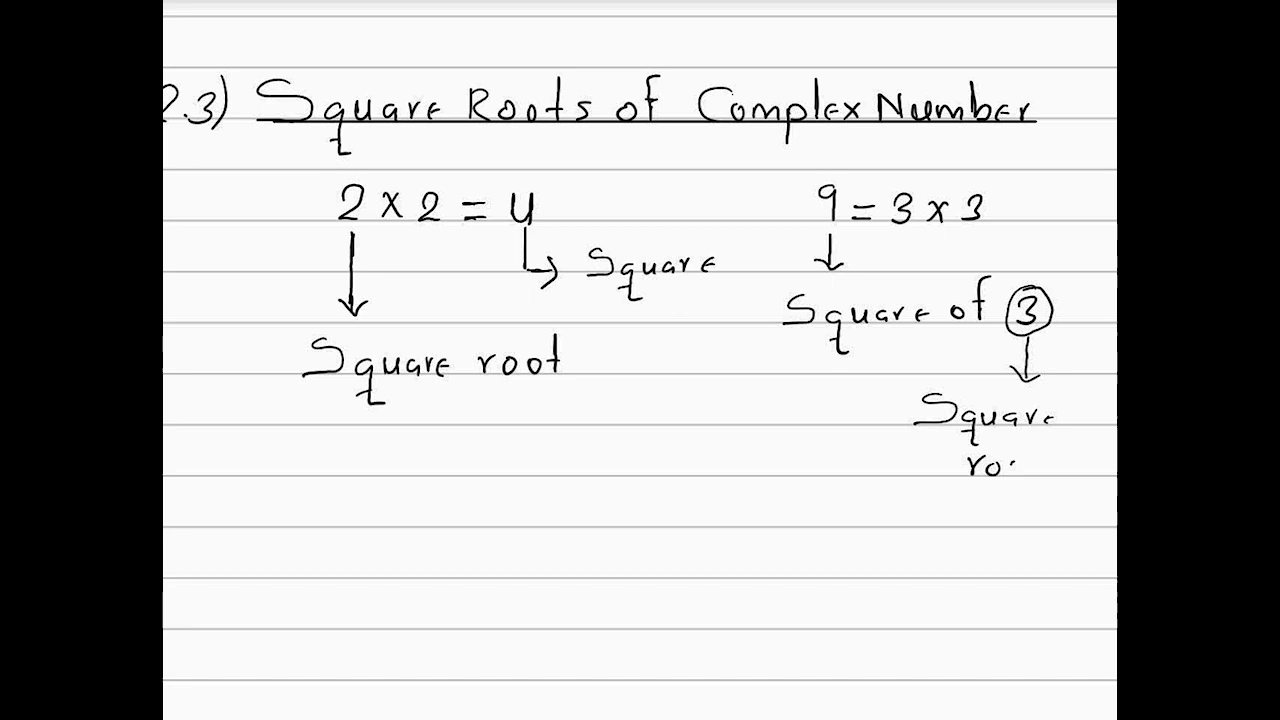 2.3) Square Roots of Complex Number
2 × 2 = 4
9 = 3 × 3
Square
Square of 3
Square root
Square
ro